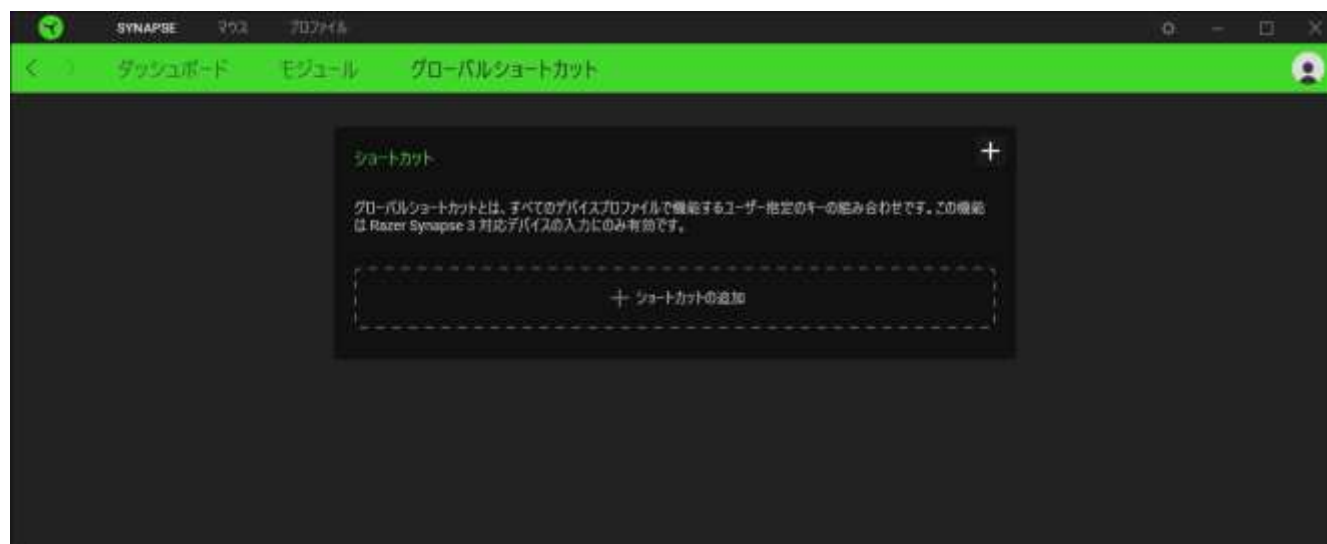 SYNAPSE マウス プロファイル
ダッシュボード モジュール グローバルショートカット
ショートカット
グローバルショートカットとは、すべてのデバイスプロファイルで機能するユーザー指定のキーの組み合わせです。この機能
は Razer Synapse 3 対応デバイスの入力にのみ有効です。
ショートカットの追加